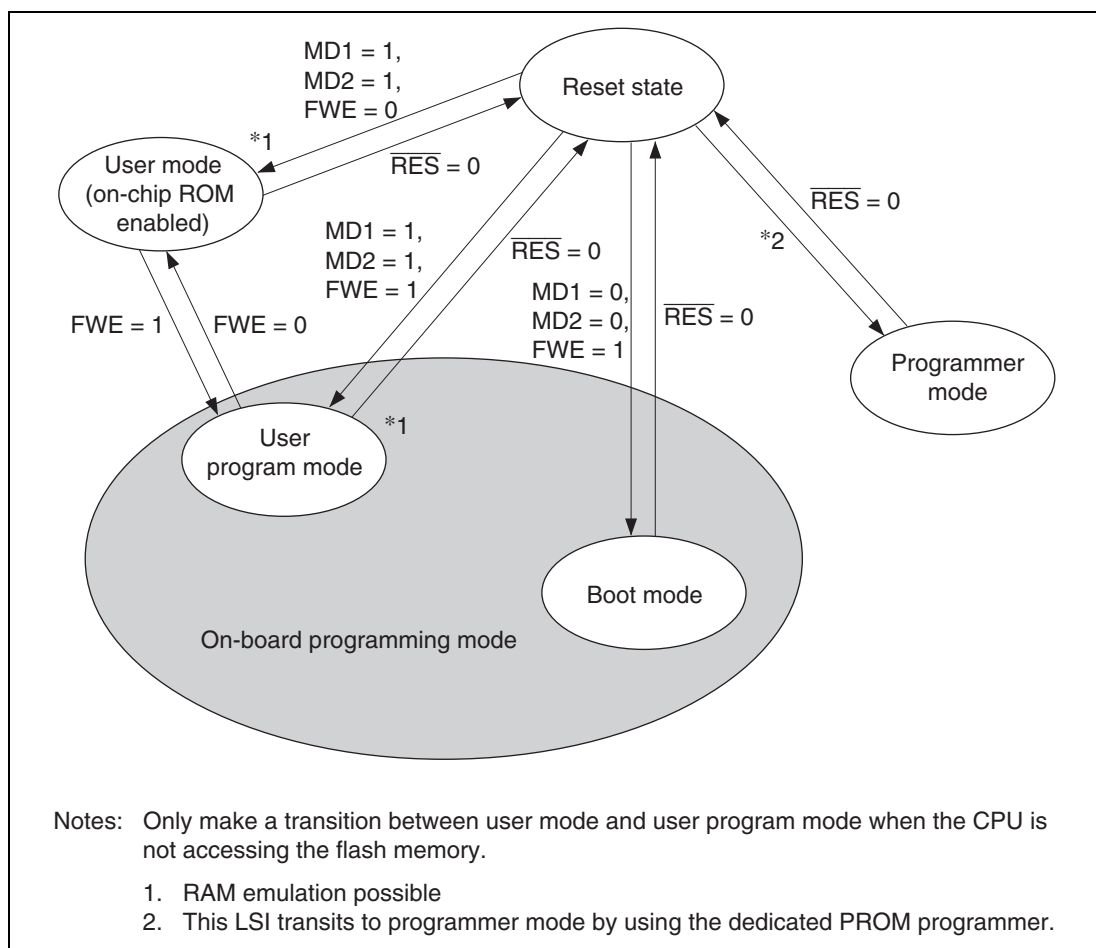 MD1 = 1,
MD2 = 1,
FWE = 0
Reset state
*1
User mode
(on-chip ROM
enabled)
R̅E̅S̅ = 0
MD1 = 1,
MD2 = 1,
FWE = 1
R̅E̅S̅ = 0
*2
R̅E̅S̅ = 0
FWE = 1
FWE = 0
MD1 = 0,
MD2 = 0,
FWE = 1
R̅E̅S̅ = 0
Programmer
mode
User
program mode
*1
Boot mode
On-board programming mode
Notes: Only make a transition between user mode and user program mode when the CPU is
not accessing the flash memory.
1. RAM emulation possible
2. This LSI transits to programmer mode by using the dedicated PROM programmer.